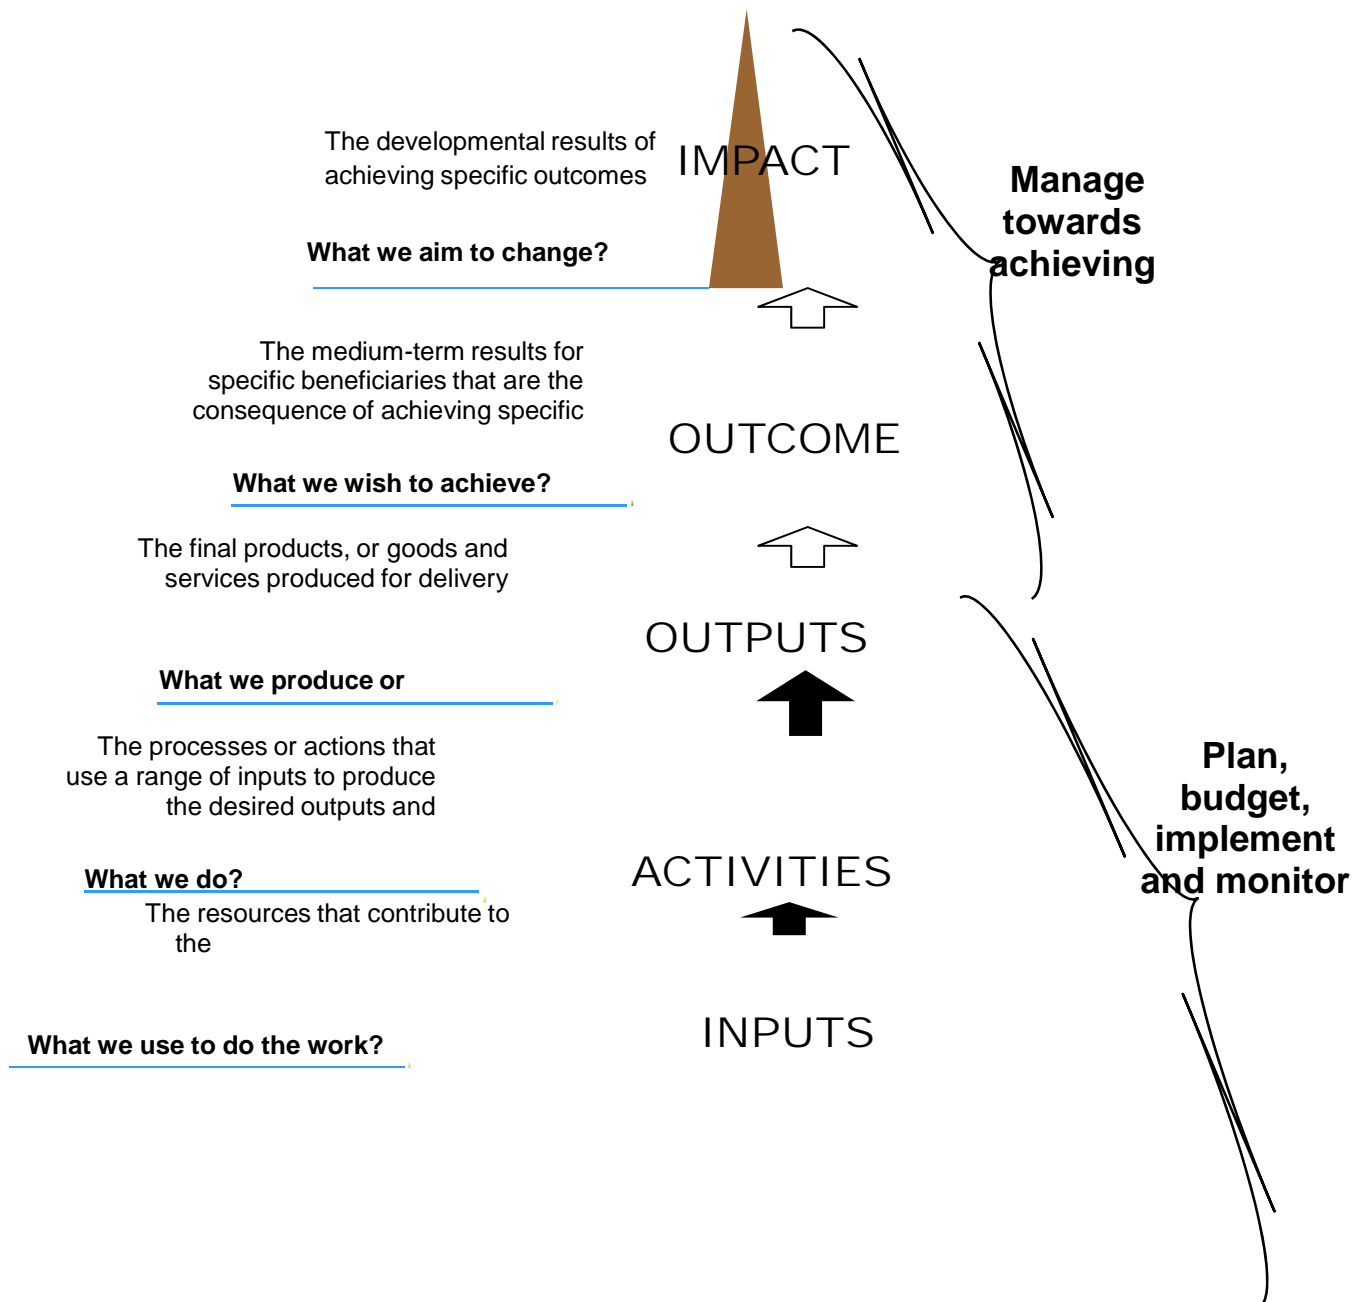 The developmental results of
achieving specific outcomes
IMPACT
What we aim to change?
Manage
towards
achieving
The medium-term results for
specific beneficiaries that are the
consequence of achieving specific
OUTCOME
What we wish to achieve?
The final products, or goods and
services produced for delivery
OUTPUTS
What we produce or
The processes or actions that
use a range of inputs to produce
the desired outputs and
Plan,
budget,
implement
and monitor
ACTIVITIES
What we do?
The resources that contribute to
the
INPUTS
What we use to do the work?